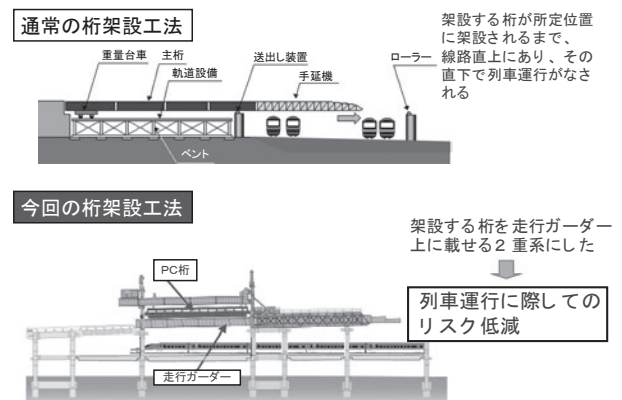 通常の桁架設工法
架設する桁が所定位置
に架設されるまで、
線路直上にあり、その
直下で列車運行がなさ
れる
重量台車
主桁
送出し装置
ローラー
軌道設備
手延機
ベント
今回の桁架設工法
架設する桁を走行ガーダー
上に載せる2重系にした
PC桁
列車運行に際しての
リスク低減
走行ガーダー